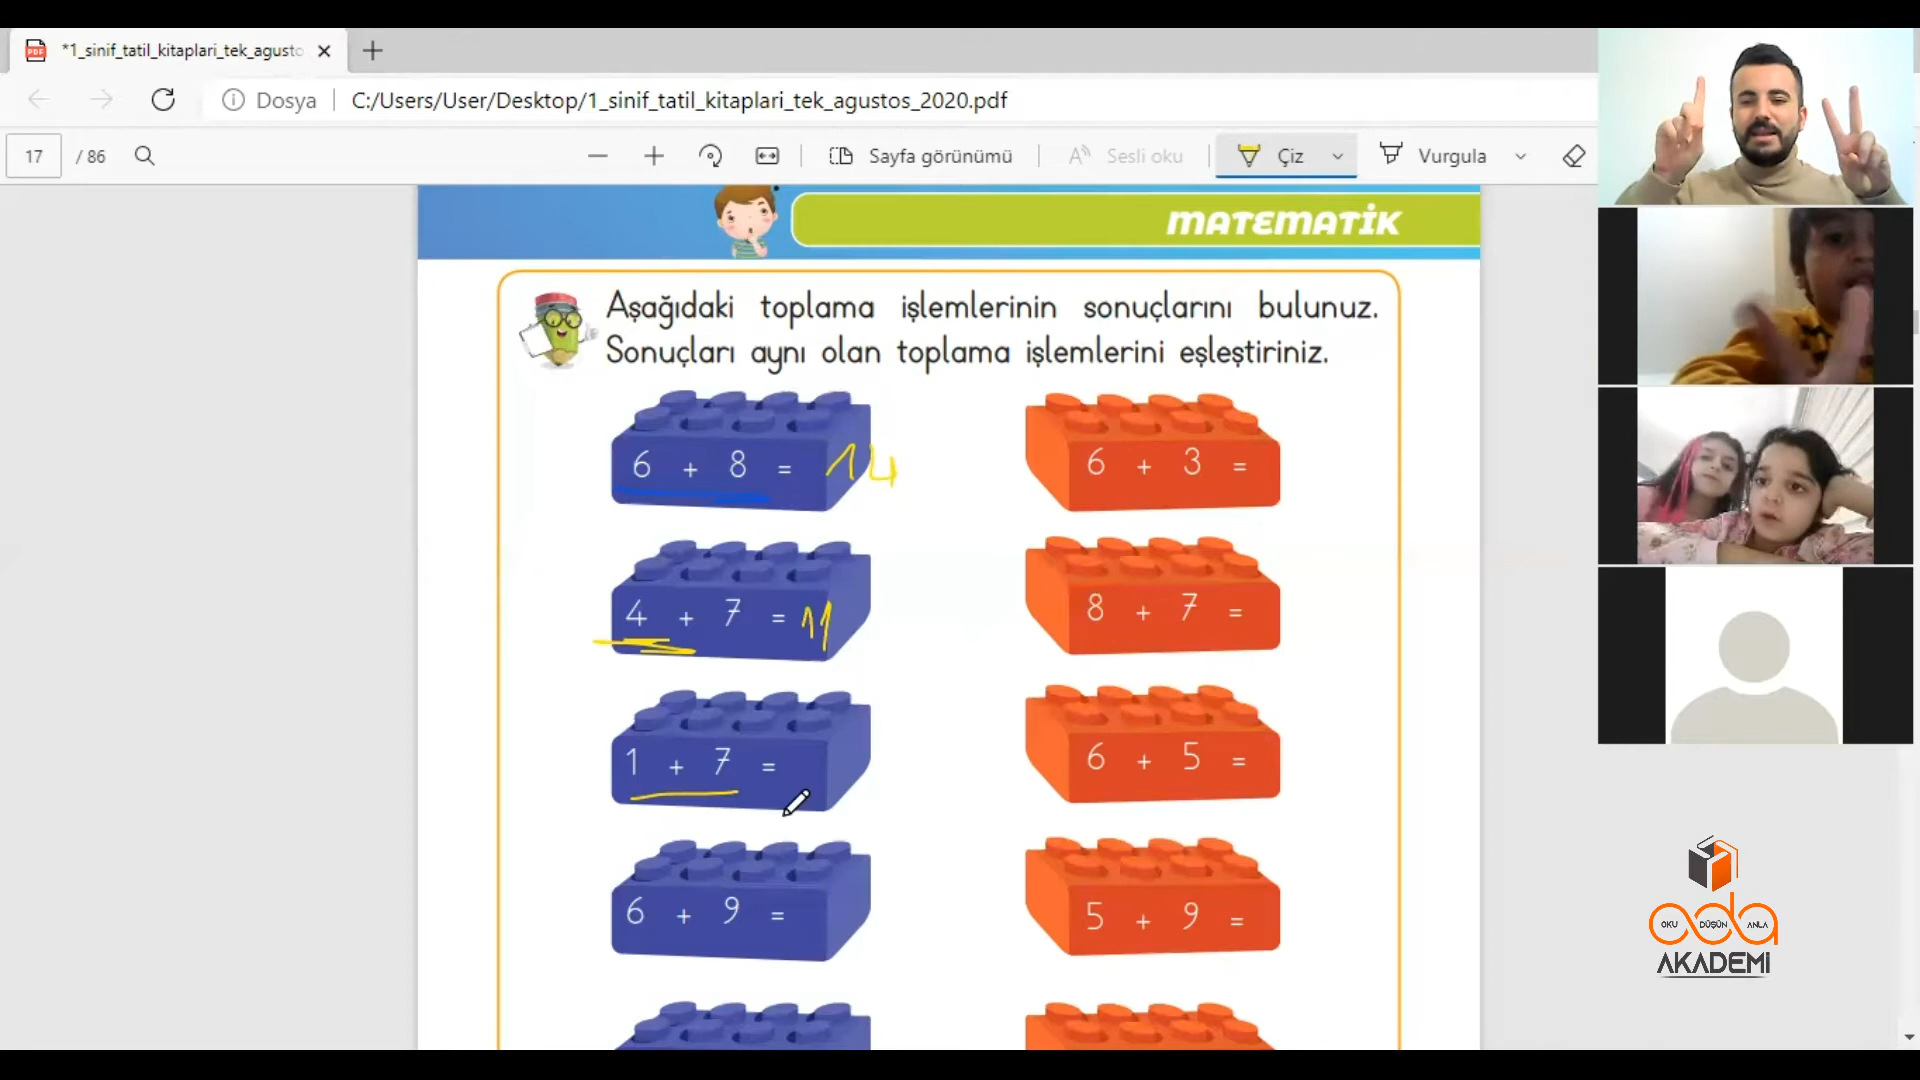 *1_sinif_tatil_kitaplari_tek_agusto
Dosya
C:/Users/User/Desktop/1_sinif_tatil_kitaplari_tek_agustos_2020.pdf
17 / 86
Sayfa görünümü
Sesli oku
Çiz
Vurgula
MATEMATİK
Aşağıdaki toplama işlemlerinin sonuçlarını bulunuz.
Sonuçları aynı olan toplama işlemlerini eşleştiriniz.
6 + 8 = 14
6 + 3 =
4 + 7 = 11
8 + 7 =
1 + 7 =
6 + 5 =
6 + 9 =
5 + 9 =
oda
OKU DÜŞÜN ANLA
AKADEMİ